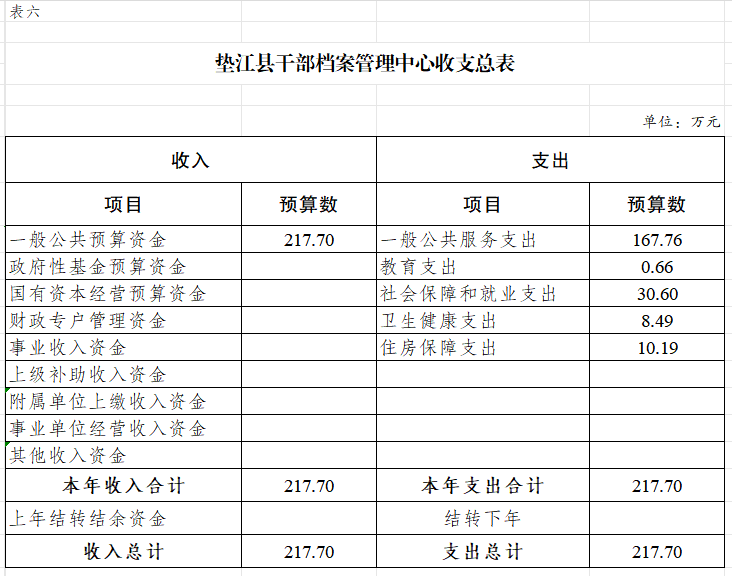 表六
垫江县干部档案管理中心收支总表
单位：万元
收入 支出
项目 预算数 项目 预算数
一般公共预算资金 217.70 一般公共服务支出 167.76
政府性基金预算资金 教育支出 0.66
国有资本经营预算资金 社会保障和就业支出 30.60
财政专户管理资金 卫生健康支出 8.49
事业收入资金 住房保障支出 10.19
上级补助收入资金
附属单位上缴收入资金
事业单位经营收入资金
其他收入资金
本年收入合计 217.70 本年支出合计 217.70
上年结转结余资金 结转下年
收入总计 217.70 支出总计 217.70